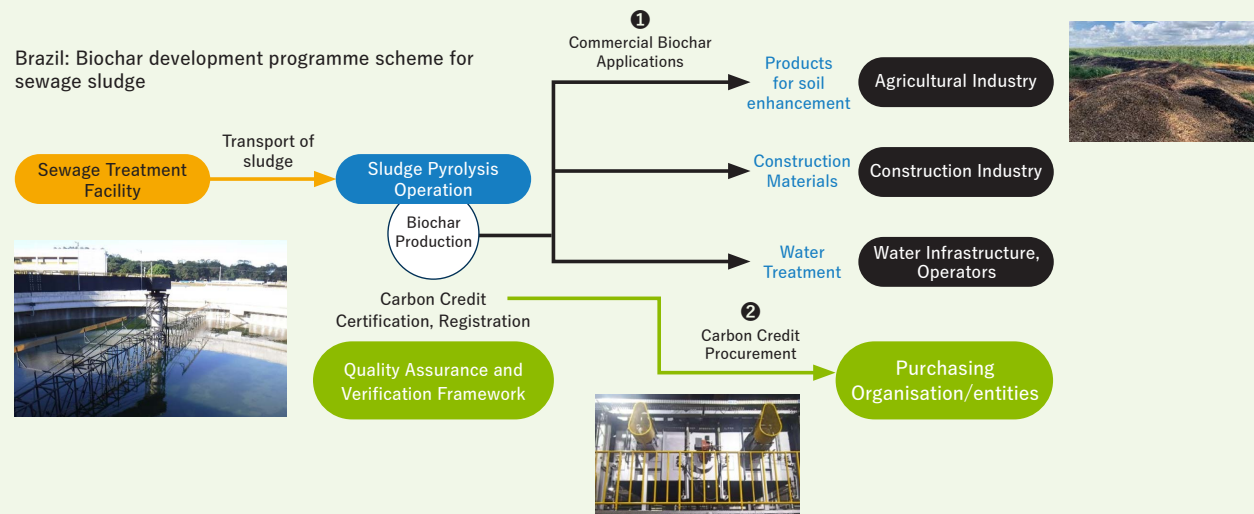 Brazil: Biochar development programme scheme for
sewage sludge
Sewage Treatment
Facility
Transport of
sludge
Sludge Pyrolysis
Operation
Biochar
Production
❶
Commercial Biochar
Applications
Products
for soil
enhancement
Agricultural Industry
Construction
Materials
Construction Industry
Water
Treatment
Water Infrastructure,
Operators
Carbon Credit
Certification, Registration
Quality Assurance and
Verification Framework
❷
Carbon Credit
Procurement
Purchasing
Organisation/entities